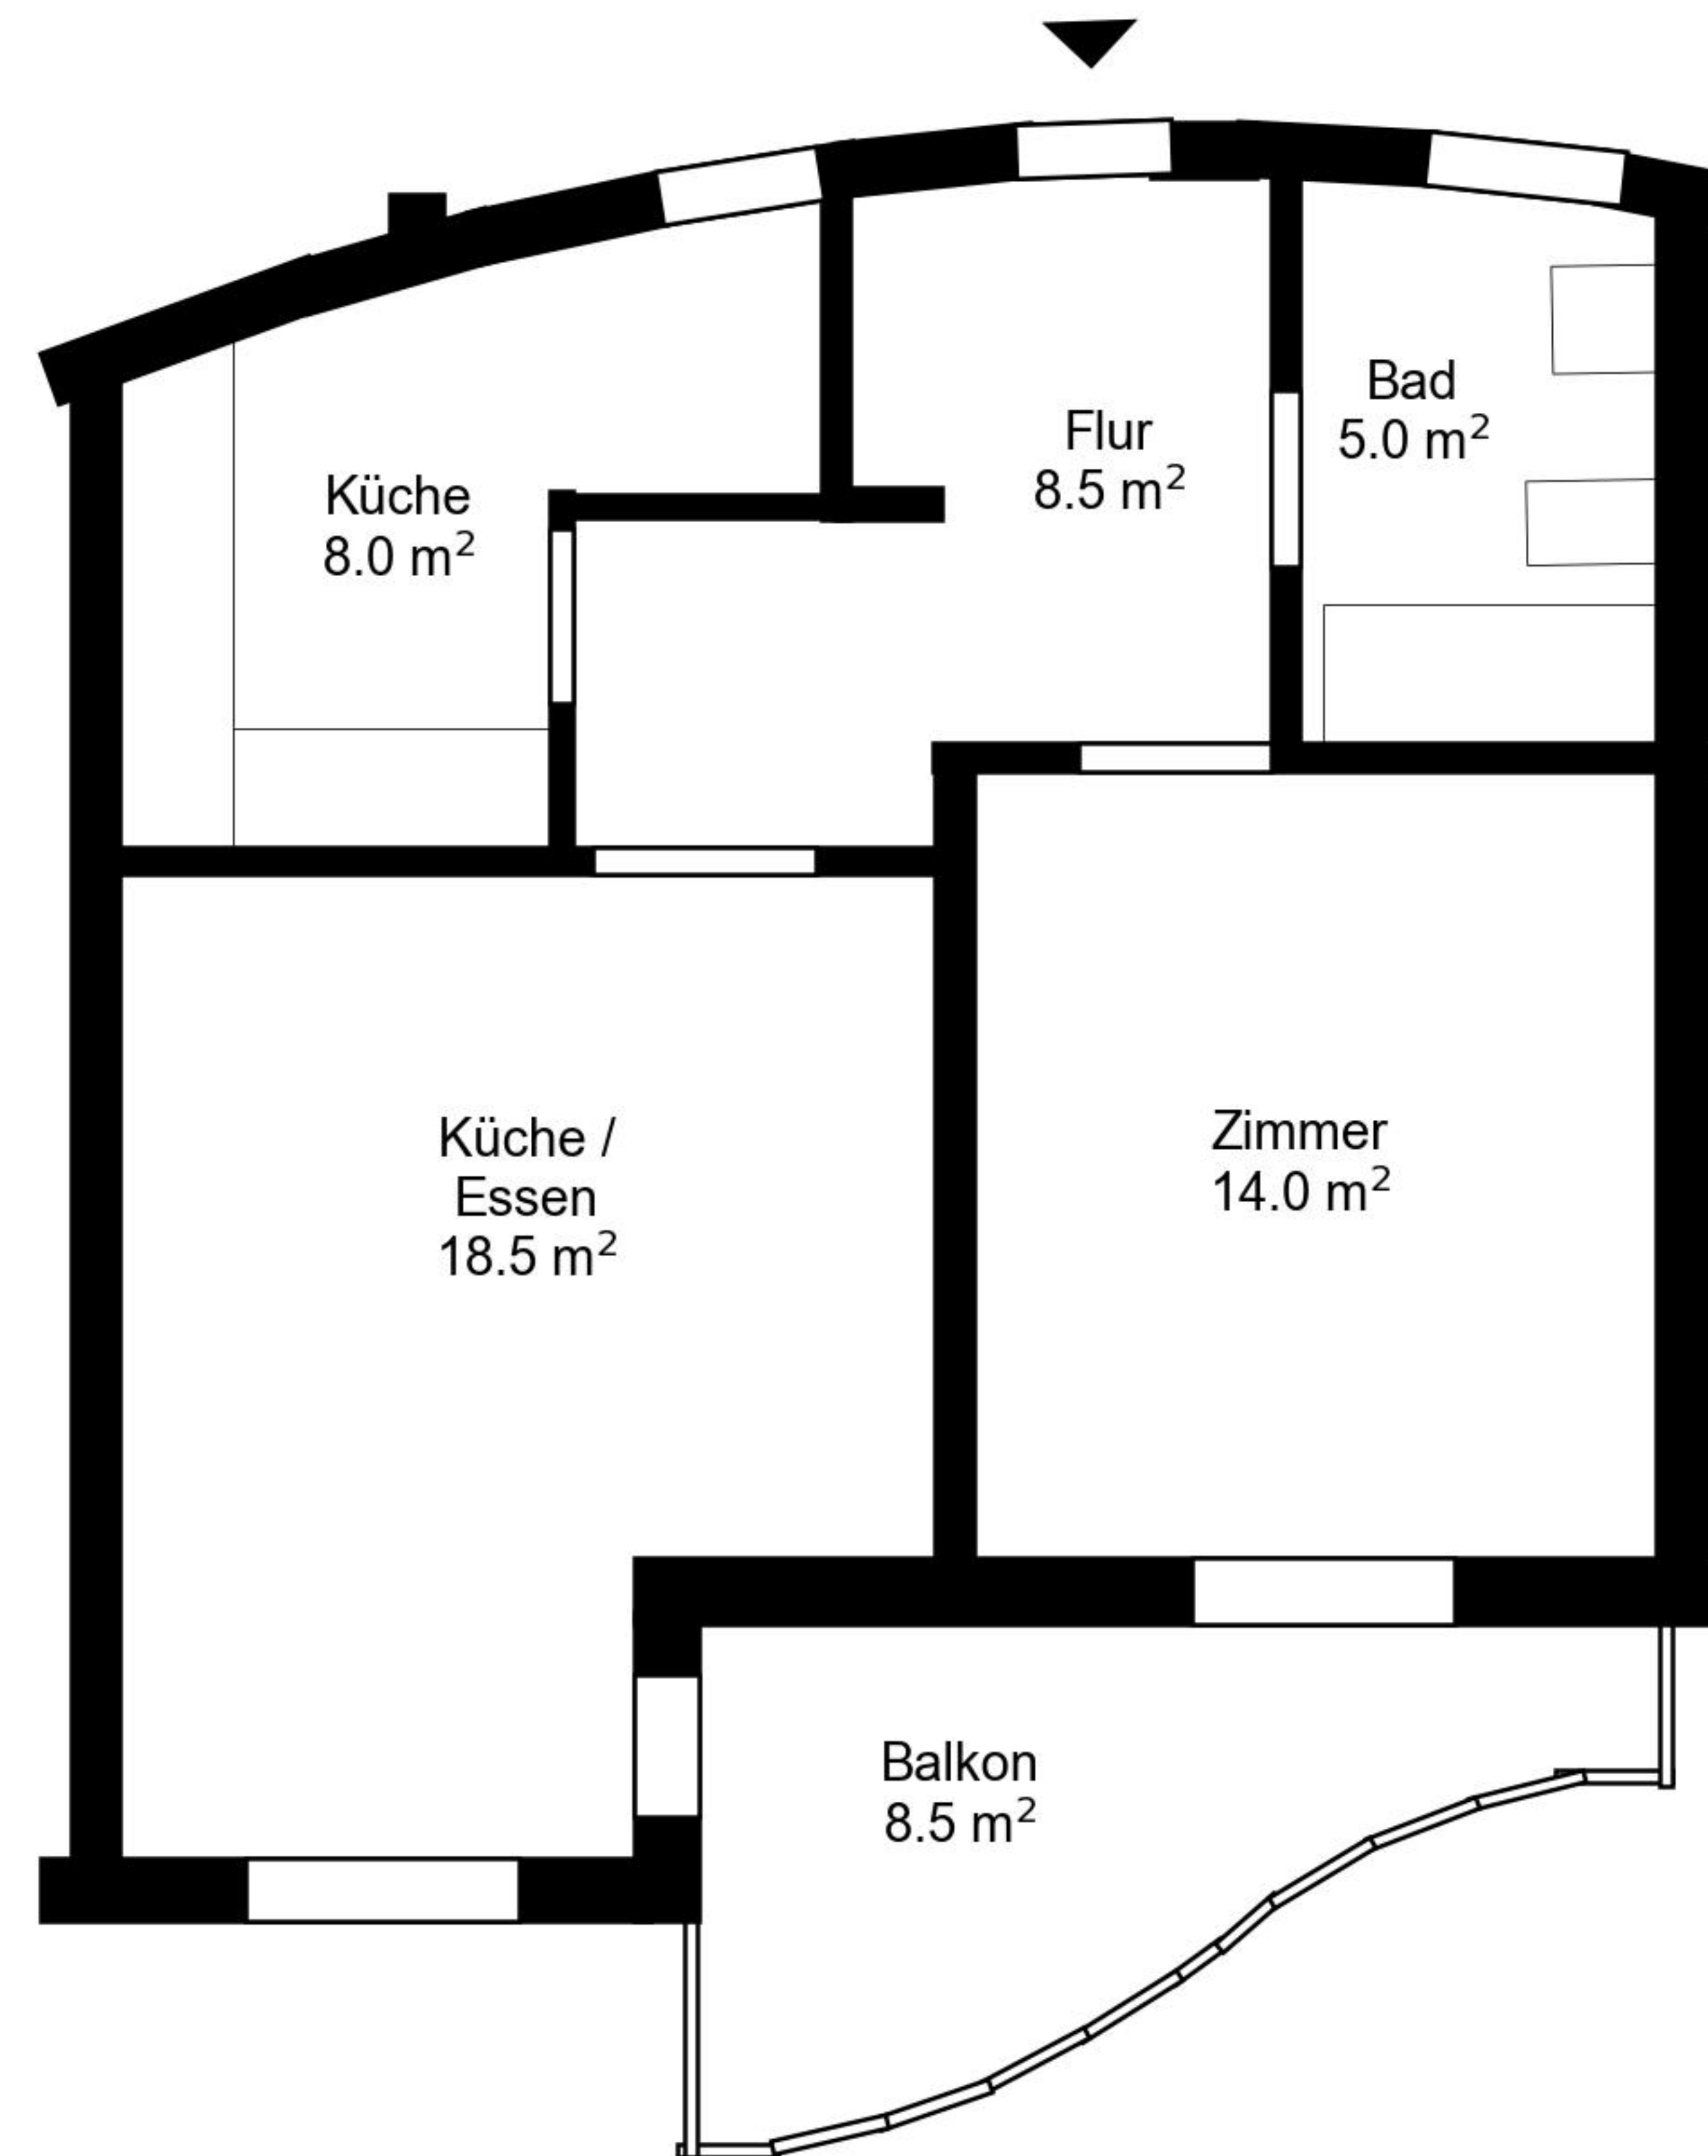 Küche
8.0 m²
Flur
8.5 m²
Bad
5.0 m²
Küche /
Essen
18.5 m²
Zimmer
14.0 m²
Balkon
8.5 m²